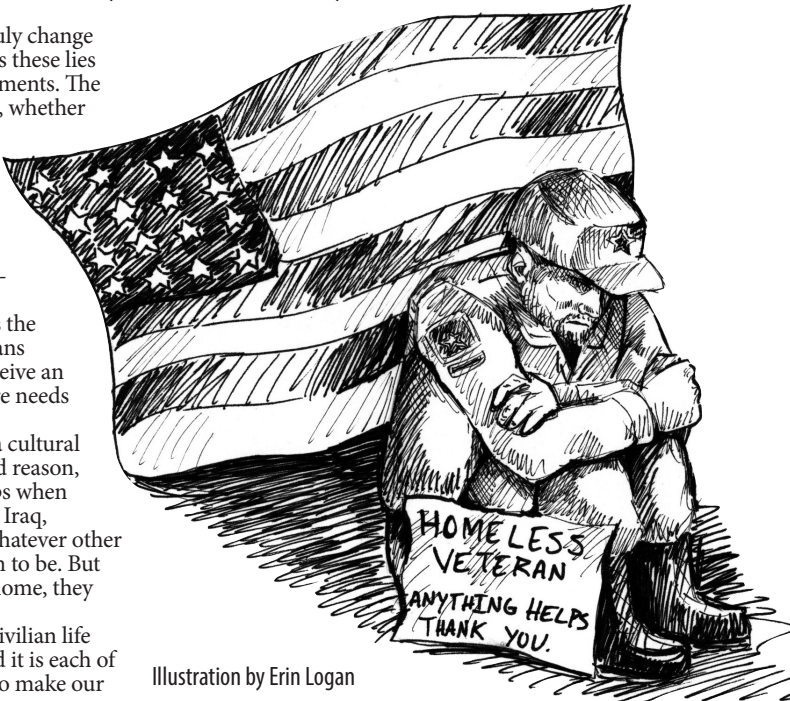 uly change
s these lies
ments. The
, whether
s the
ans
eive an
e needs
a cultural
d reason,
os when
Iraq,
hatever other
n to be. But
ome, they
ivilian life
d it is each of
o make our
HOMELESS
VETERAN
ANYTHING HELPS
THANK YOU.
Illustration by Erin Logan